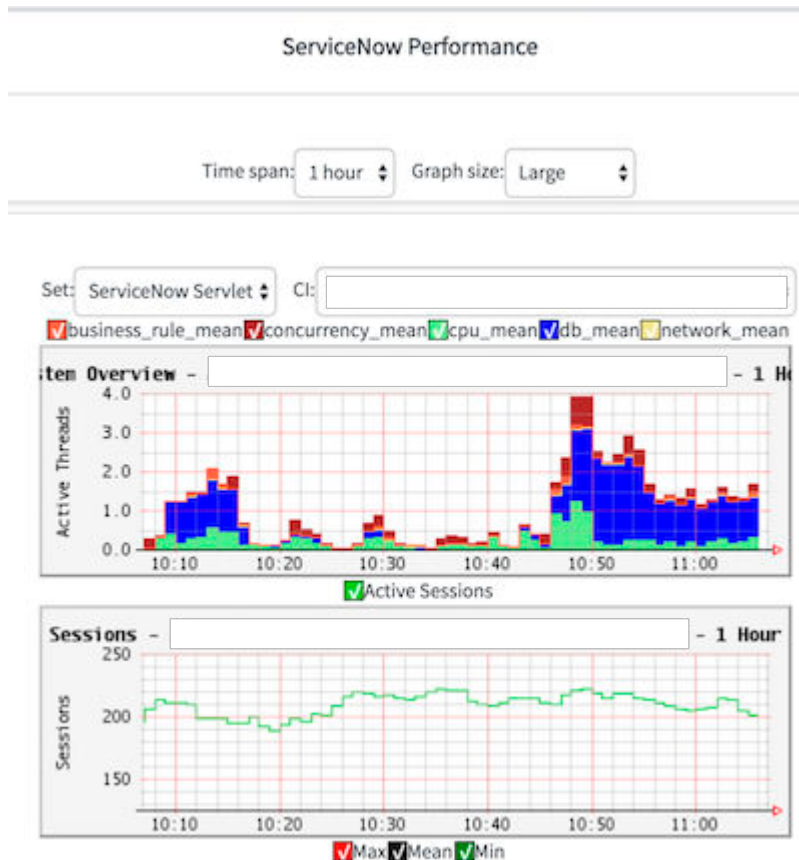 ServiceNow Performance
Time span: 1 hour Graph size: Large
Set: ServiceNow Servlet CI:
business_rule_mean concurrency_mean cpu_mean db_mean network_mean
tem Overview - - 1 Ho
Active Threads
4.0
3.0
2.0
1.0
0.0
10:10 10:20 10:30 10:40 10:50 11:00
Active Sessions
Sessions - - 1 Hour
Sessions
250
200
150
10:10 10:20 10:30 10:40 10:50 11:00
Max Mean Min